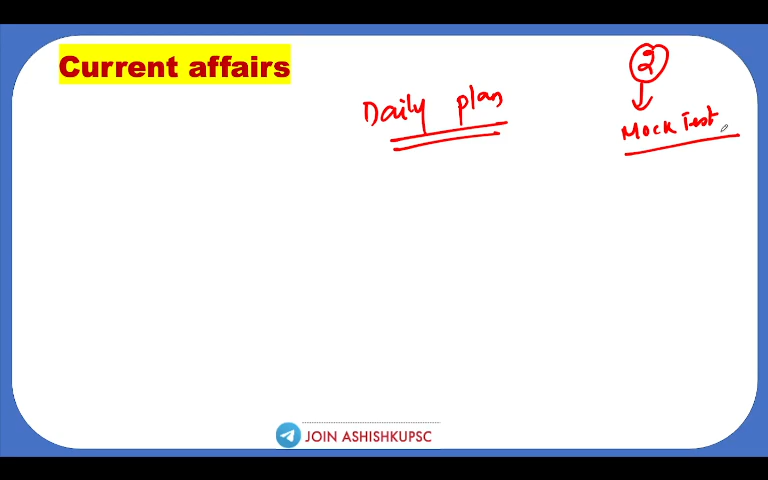 Current affairs
Daily plan
2
Mock Test
JOIN ASHISHKUPSC